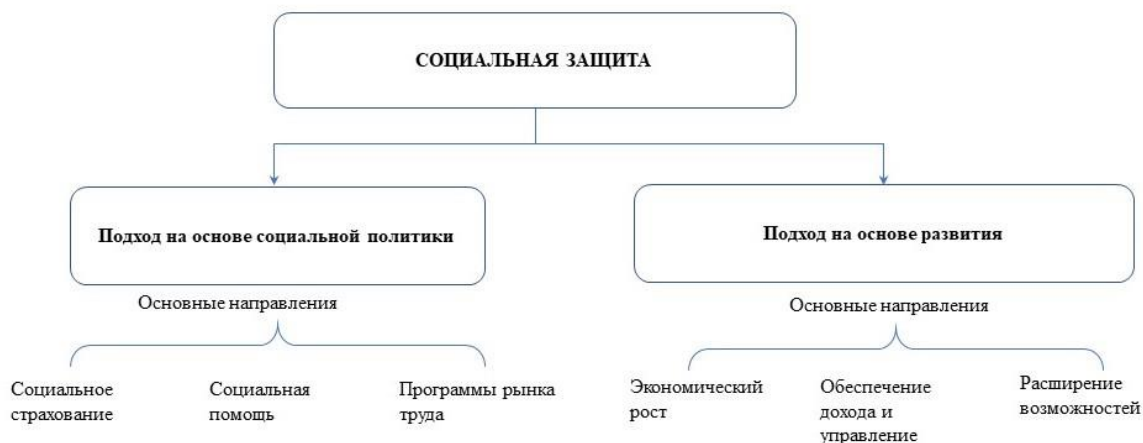 СОЦИАЛЬНАЯ ЗАЩИТА
Подход на основе социальной политики
Подход на основе развития
Основные направления
Основные направления
Социальное
страхование
Социальная
помощь
Программы рынка
труда
Экономический
рост
Обеспечение
дохода и
управление
Расширение
возможностей